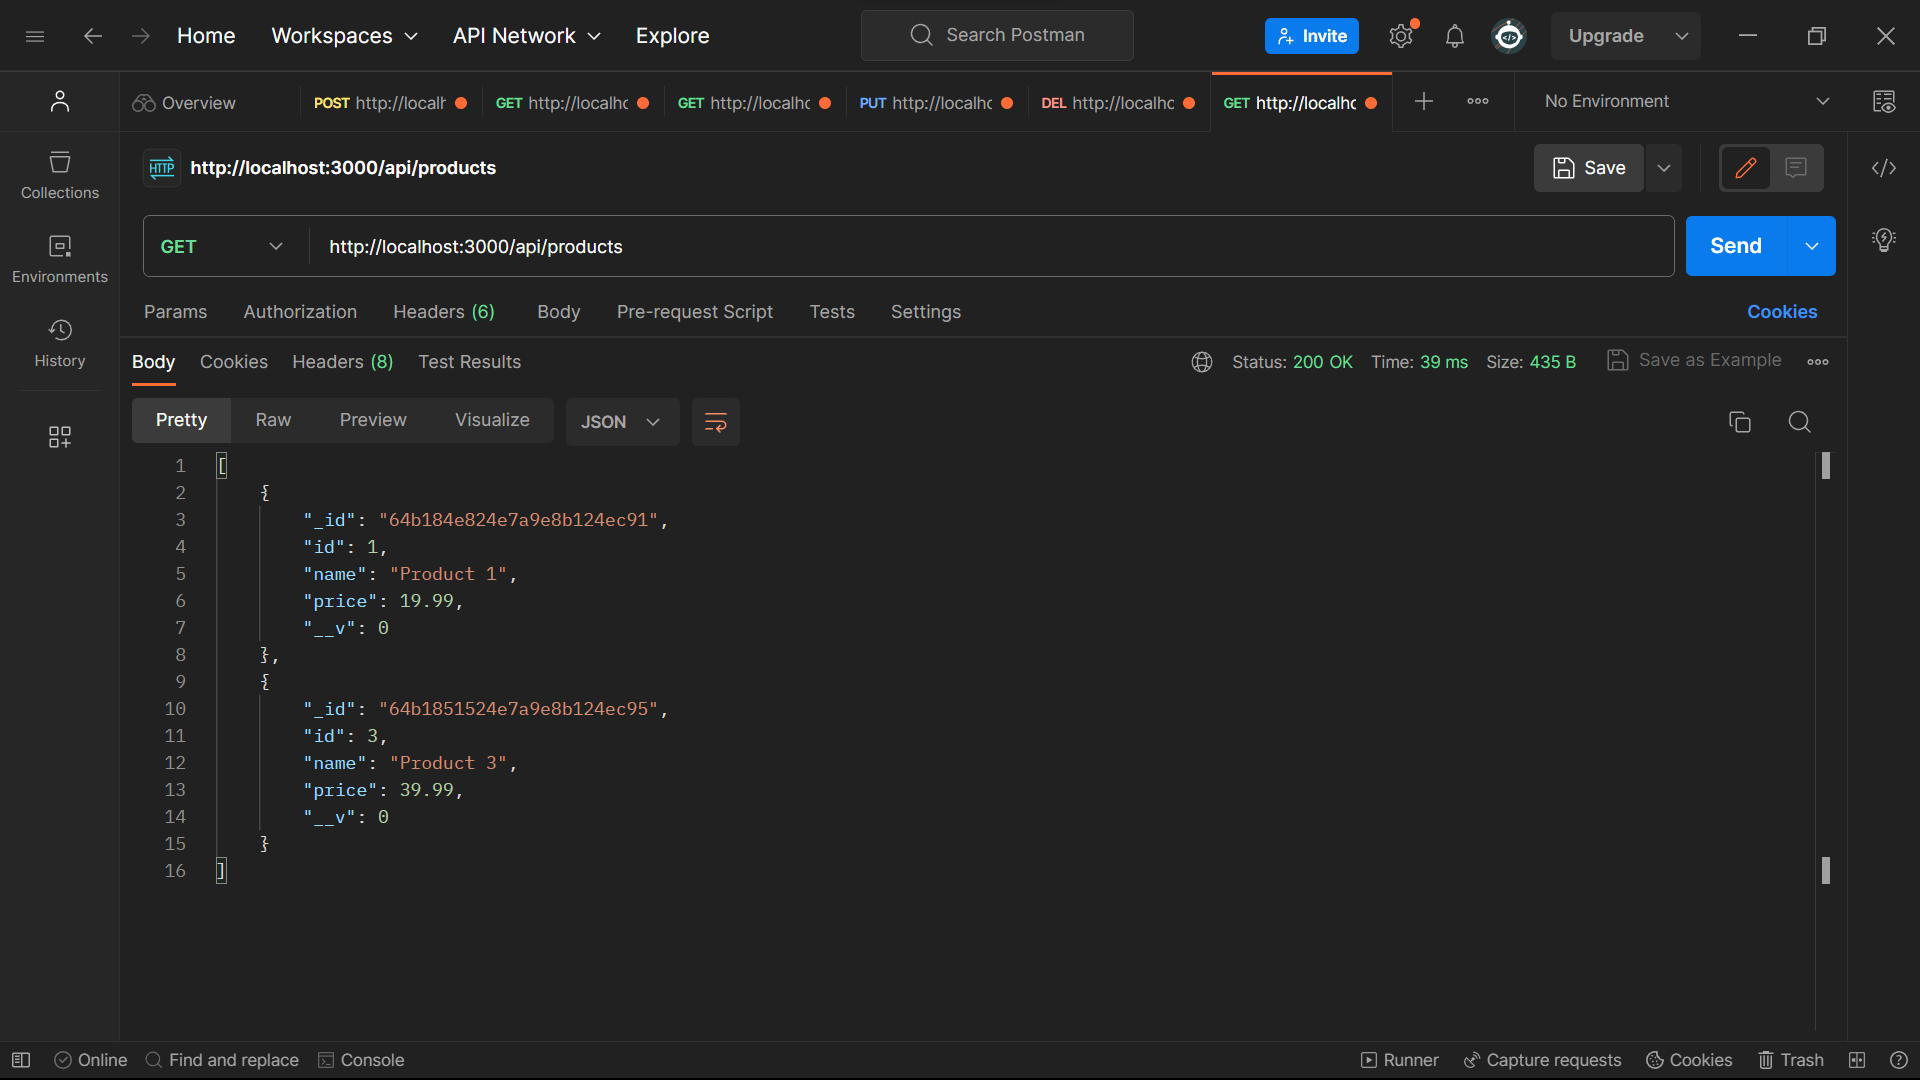 Home Workspaces API Network Explore Search Postman Invite Upgrade
Overview POST http://localh GET http://localhc GET http://localhc PUT http://localhc DEL http://localhc GET http://localhc No Environment
HTTP http://localhost:3000/api/products Save
Collections
GET http://localhost:3000/api/products Send
Environments
Params Authorization Headers (6) Body Pre-request Script Tests Settings Cookies
History
Body Cookies Headers (8) Test Results Status: 200 OK Time: 39 ms Size: 435 B Save as Example
Pretty Raw Preview Visualize JSON
1 [
2 {
3 "_id": "64b184e824e7a9e8b124ec91",
4 "id": 1,
5 "name": "Product 1",
6 "price": 19.99,
7 "__v": 0
8 },
9 {
10 "_id": "64b1851524e7a9e8b124ec95",
11 "id": 3,
12 "name": "Product 3",
13 "price": 39.99,
14 "__v": 0
15 }
16 ]
Online Find and replace Console Runner Capture requests Cookies Trash